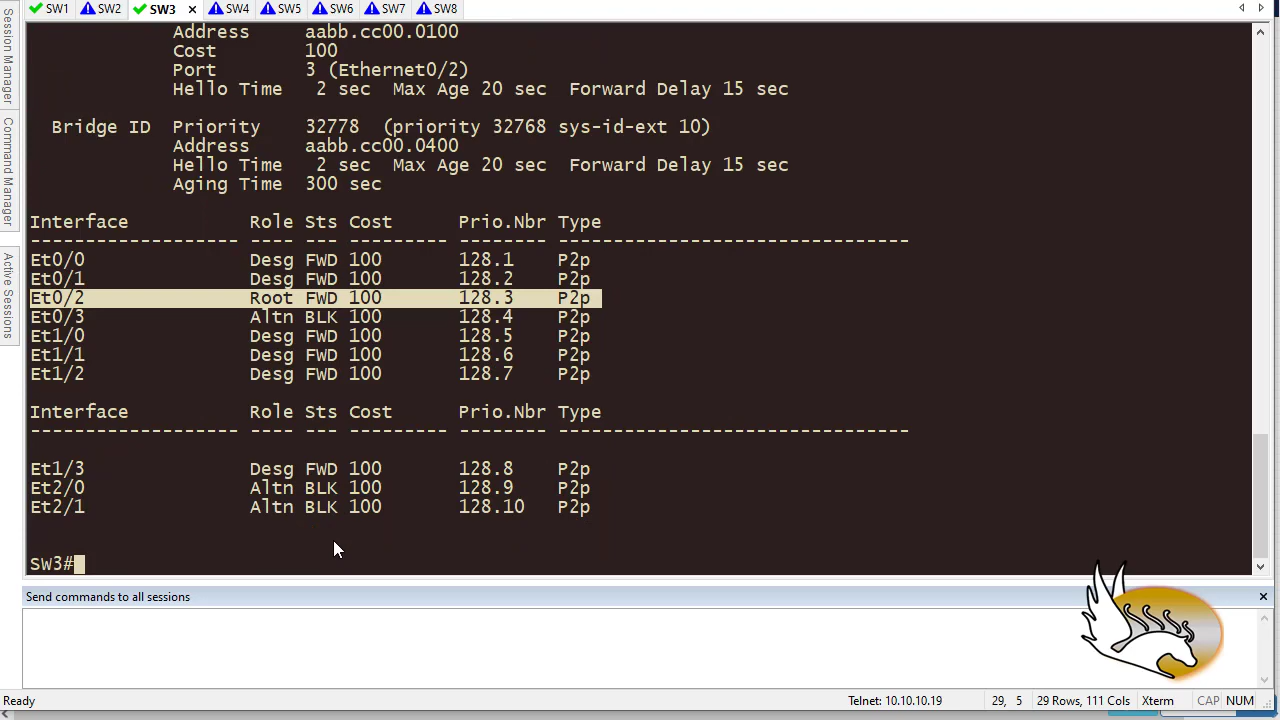 SW1 SW2 SW3 × SW4 SW5 SW6 SW7 SW8
Session Manager
Command Manager
Active Sessions
Address aabb.cc00.0100
Cost 100
Port 3 (Ethernet0/2)
Hello Time 2 sec Max Age 20 sec Forward Delay 15 sec
Bridge ID Priority 32778 (priority 32768 sys-id-ext 10)
Address aabb.cc00.0400
Hello Time 2 sec Max Age 20 sec Forward Delay 15 sec
Aging Time 300 sec
Interface Role Sts Cost Prio.Nbr Type
------------------- ---- --- --------- -------- --------------------------------
Et0/0 Desg FWD 100 128.1 P2p
Et0/1 Desg FWD 100 128.2 P2p
Et0/2 Root FWD 100 128.3 P2p
Et0/3 Altn BLK 100 128.4 P2p
Et1/0 Desg FWD 100 128.5 P2p
Et1/1 Desg FWD 100 128.6 P2p
Et1/2 Desg FWD 100 128.7 P2p
Interface Role Sts Cost Prio.Nbr Type
------------------- ---- --- --------- -------- --------------------------------
Et1/3 Desg FWD 100 128.8 P2p
Et2/0 Altn BLK 100 128.9 P2p
Et2/1 Altn BLK 100 128.10 P2p
SW3#
Send commands to all sessions ×
Ready Telnet: 10.10.10.19 29, 5 29 Rows, 111 Cols Xterm CAP NUM